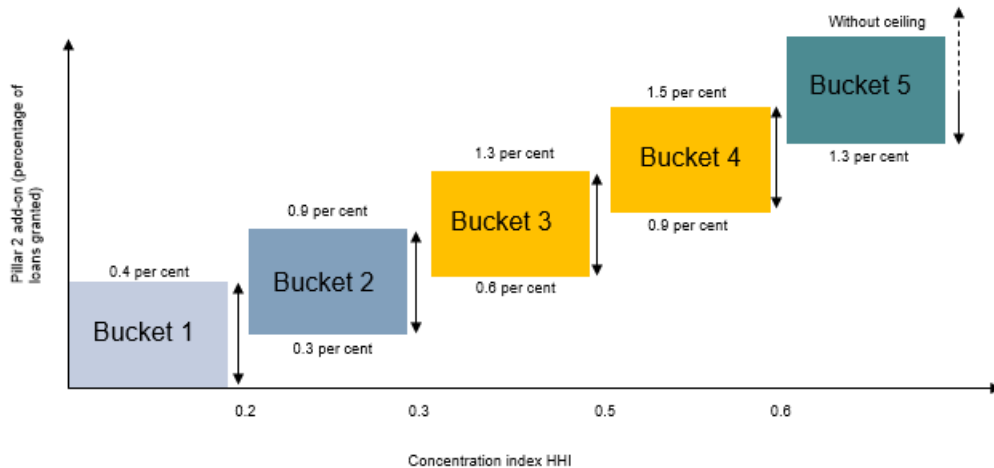 Without ceiling
Bucket 5
1.3 per cent
1.5 per cent
Bucket 4
0.9 per cent
1.3 per cent
Bucket 3
0.6 per cent
0.9 per cent
Bucket 2
0.3 per cent
0.4 per cent
Bucket 1
Pillar 2 add-on (percentage of
loans granted)
0.2
0.3
0.5
0.6
Concentration index HHI